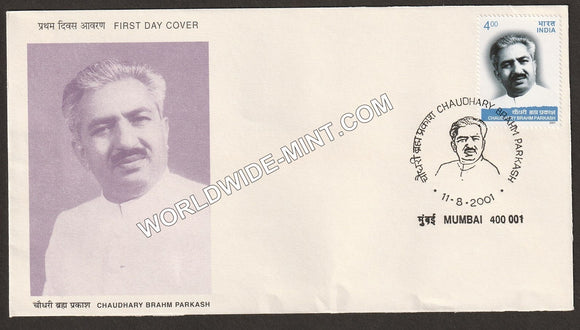 प्रथम दिवस आवरण FIRST DAY COVER
4.00
भारत
INDIA
चौधरी ब्रह्म प्रकाश
CHAUDHARY BRAHM PARKASH
चौधरी ब्रह्म प्रकाश CHAUDHARY BRAHM PARKASH
11-8-2001
मुंबई MUMBAI 400 001
WORLDWIDE-MINT.COM
चौधरी ब्रह्म प्रकाश CHAUDHARY BRAHM PARKASH